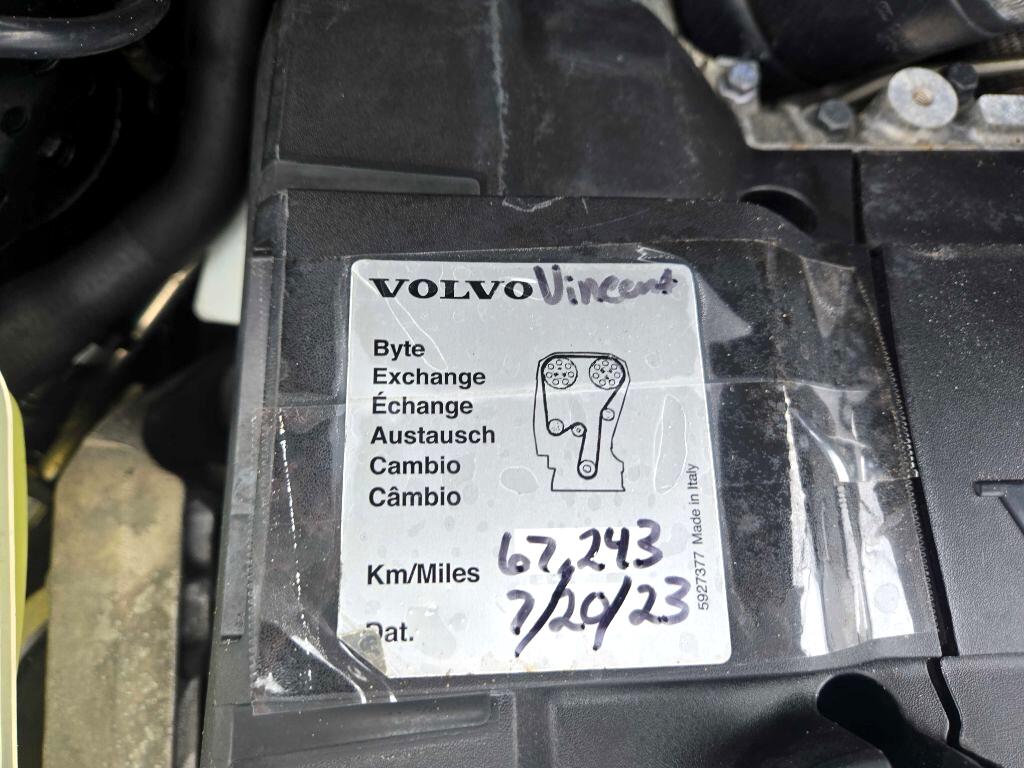 VOLVO Vincent
Byte
Exchange
Échange
Austausch
Cambio
Câmbio
Km/Miles 67,243
7/20/23
Dat.
5927377 Made in Italy